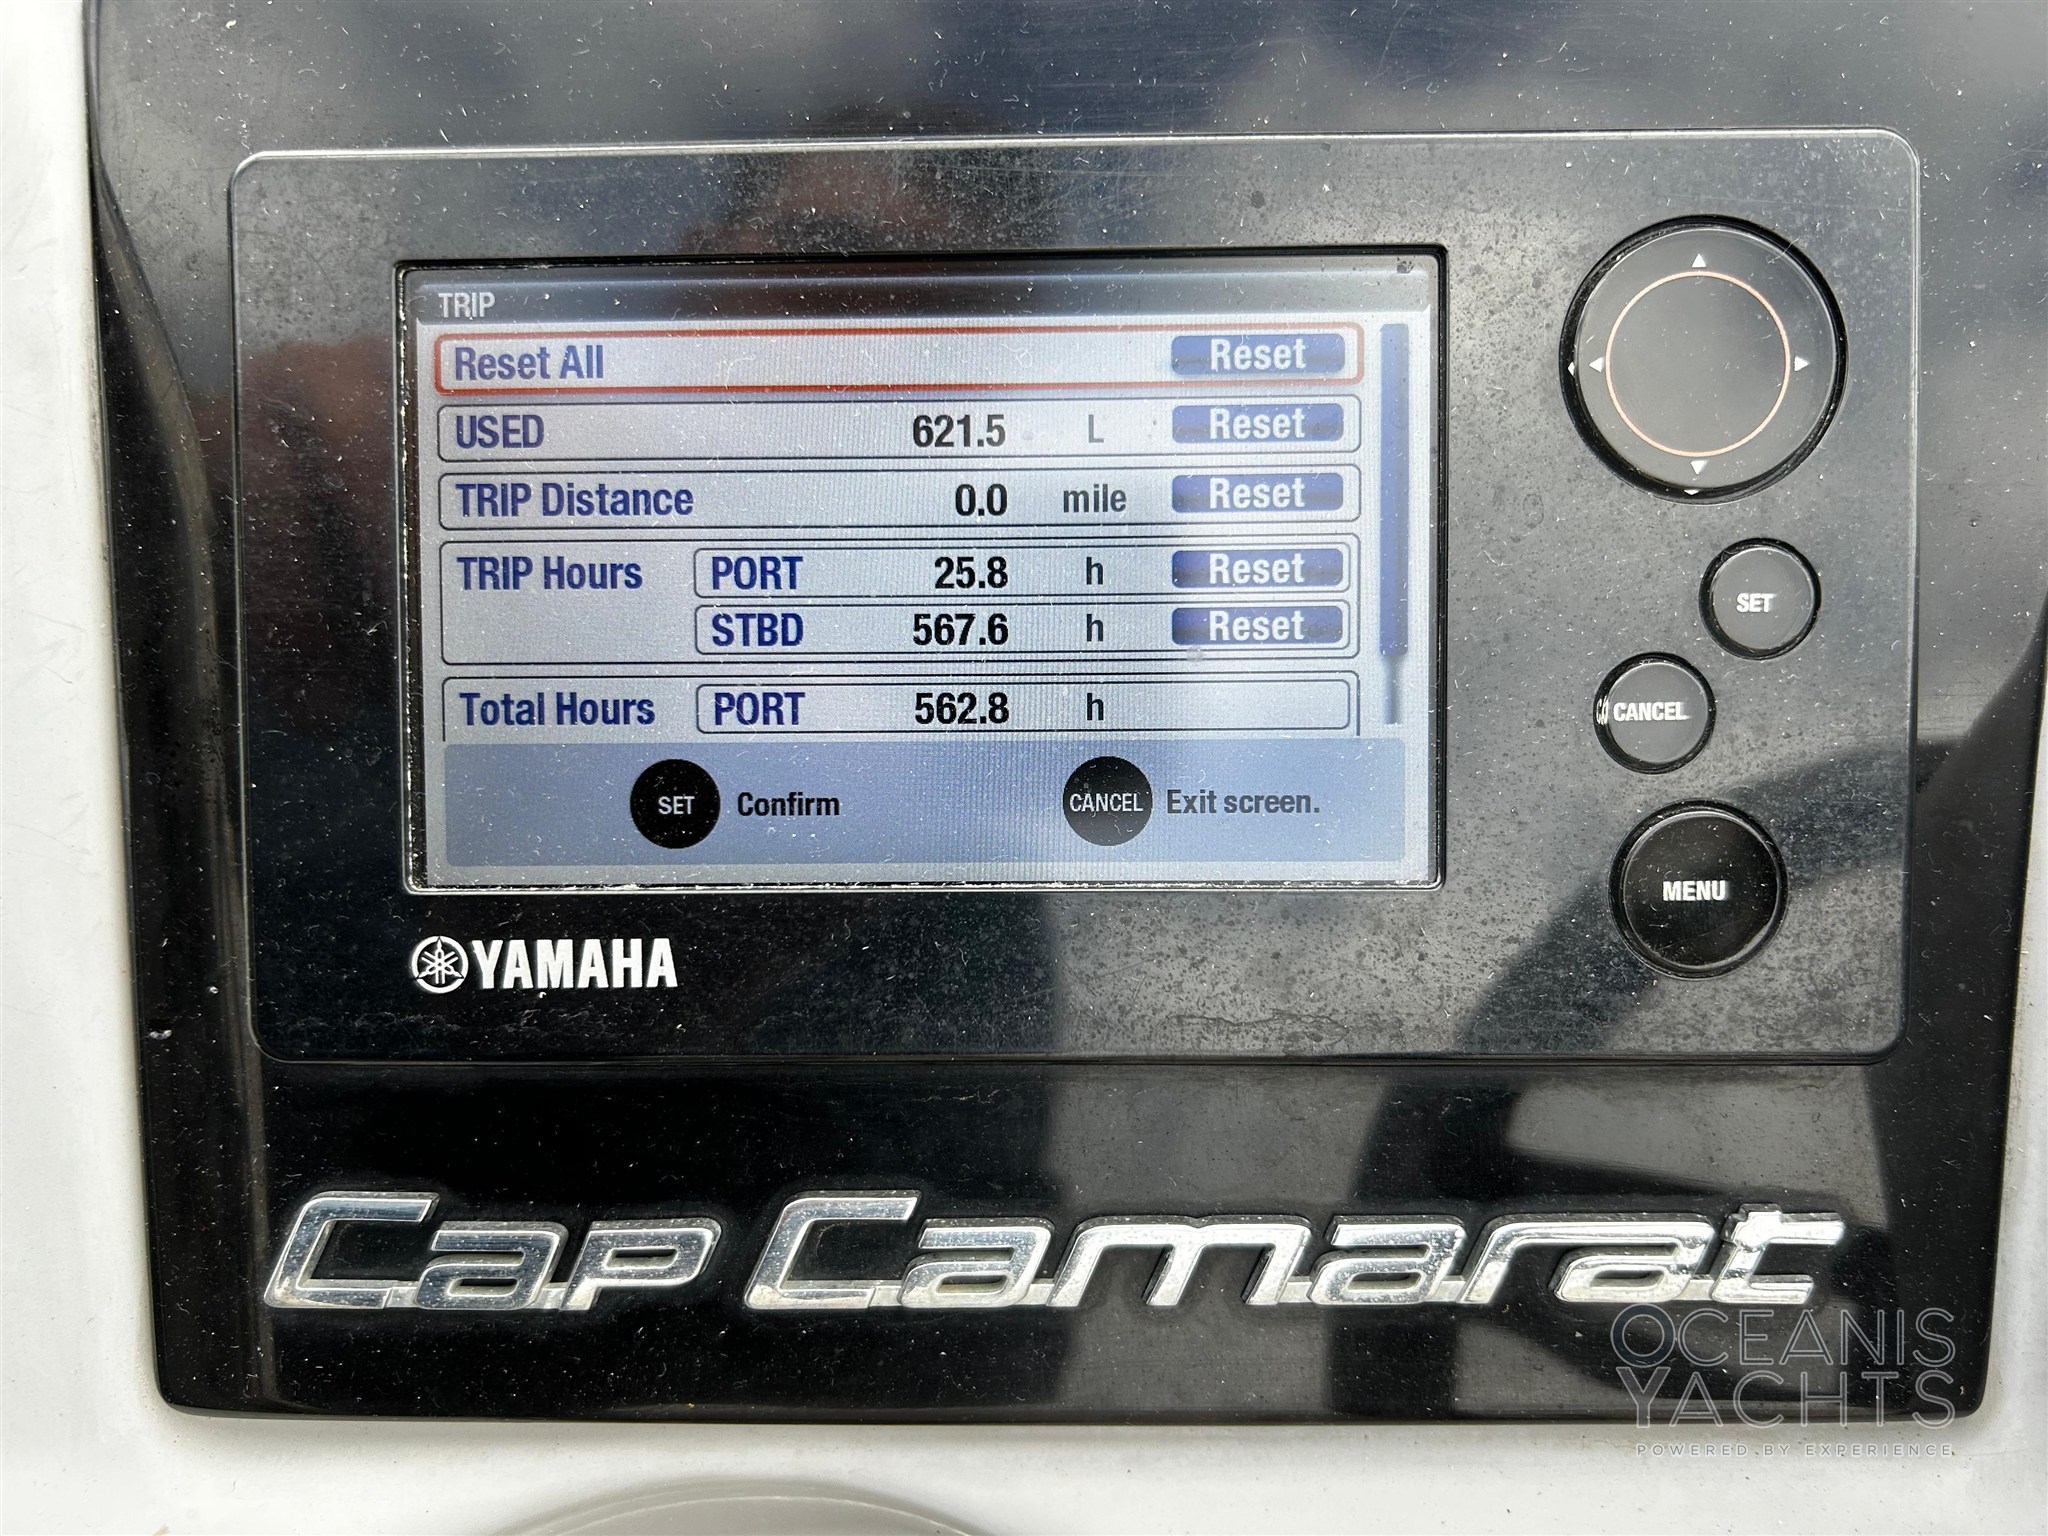 TRIP
Reset All Reset
USED 621.5 L Reset
TRIP Distance 0.0 mile Reset
TRIP Hours PORT 25.8 h Reset
STBD 567.6 h Reset
Total Hours PORT 562.8 h
SET Confirm CANCEL Exit screen.
SET
CANCEL
MENU
YAMAHA
Cap Camarat
OCEANIS
YACHTS
POWERED BY EXPERIENCE